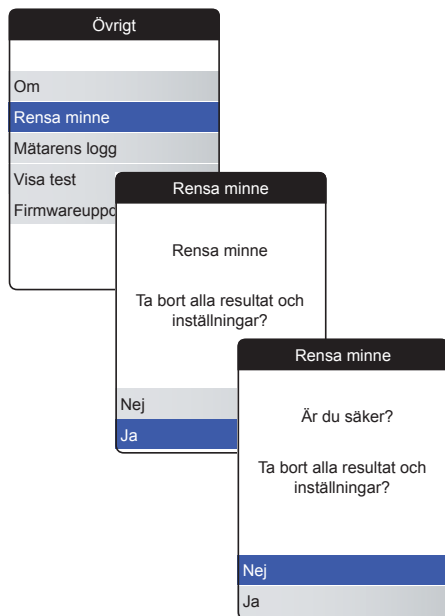 Övrigt
Om
Rensa minne
Mätarens logg
Visa test
Firmwareuppd
Rensa minne
Rensa minne
Ta bort alla resultat och
inställningar?
Nej
Ja
Rensa minne
Är du säker?
Ta bort alla resultat och
inställningar?
Nej
Ja